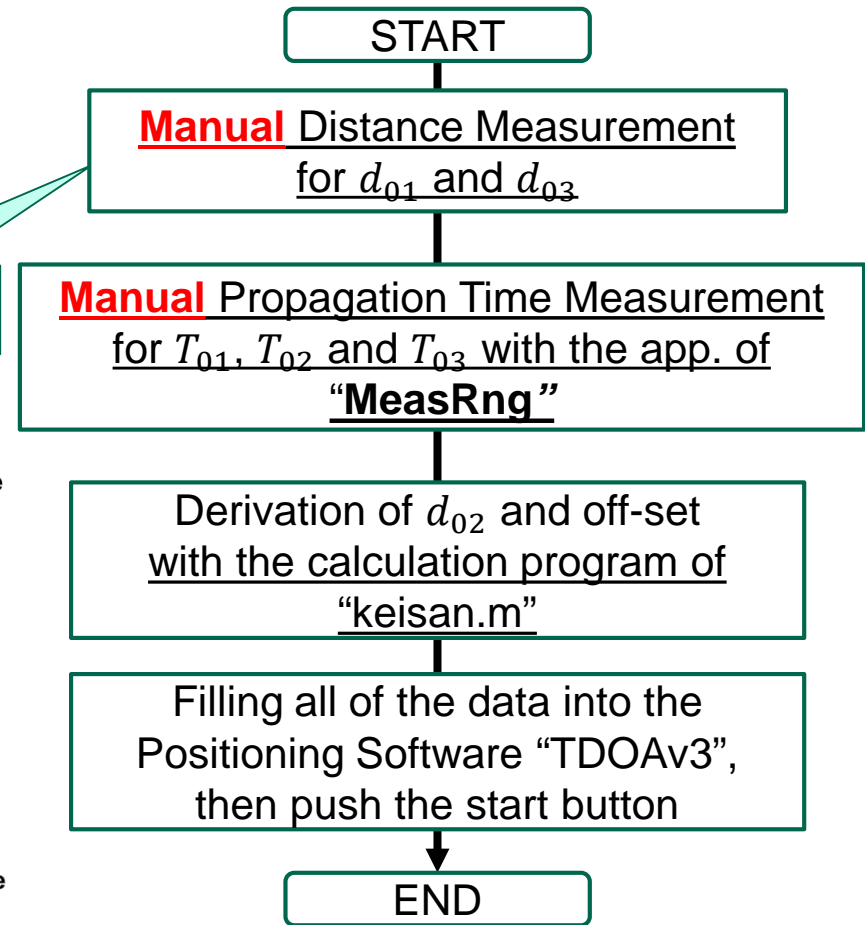 START
Manual Distance Measurement
for d₀₁ and d₀₃
Manual Propagation Time Measurement
for T₀₁, T₀₂ and T₀₃ with the app. of
“MeasRng”
e
Derivation of d₀₂ and off-set
with the calculation program of
“keisan.m”
Filling all of the data into the
Positioning Software “TDOAv3”,
then push the start button
e
END